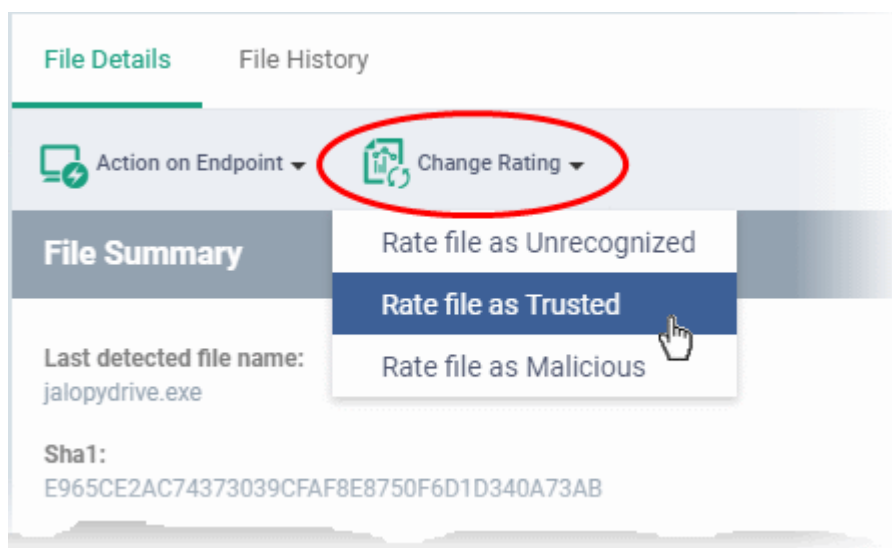 File Details File History
Action on Endpoint Change Rating
File Summary
Rate file as Unrecognized
Rate file as Trusted
Rate file as Malicious
Last detected file name:
jalopydrive.exe
Sha1:
E965CE2AC74373039CFAF8E8750F6D1D340A73AB